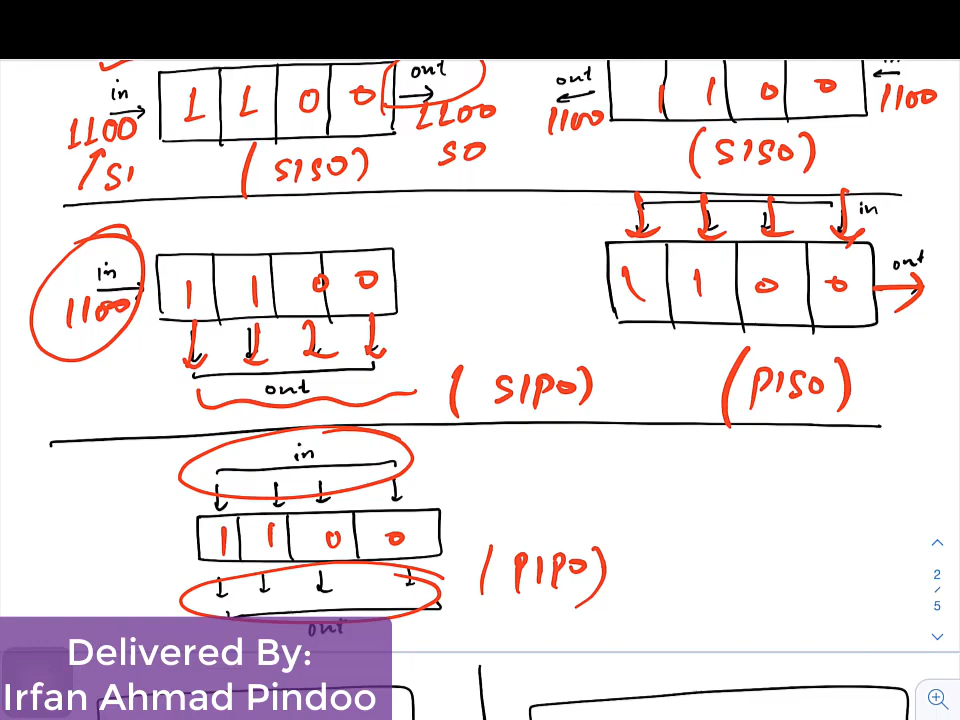 in
1100
SI
1 1 0 0
out
1100
SO
(SISO)
out
1100
1 1 0 0
1100
(SISO)
in
1100
1 1 0 0
out
(SIPO)
in
1 1 0 0
out
(PISO)
in
1 1 0 0
out
(PIPO)
2
/
5
Delivered By:
Irfan Ahmad Pindoo